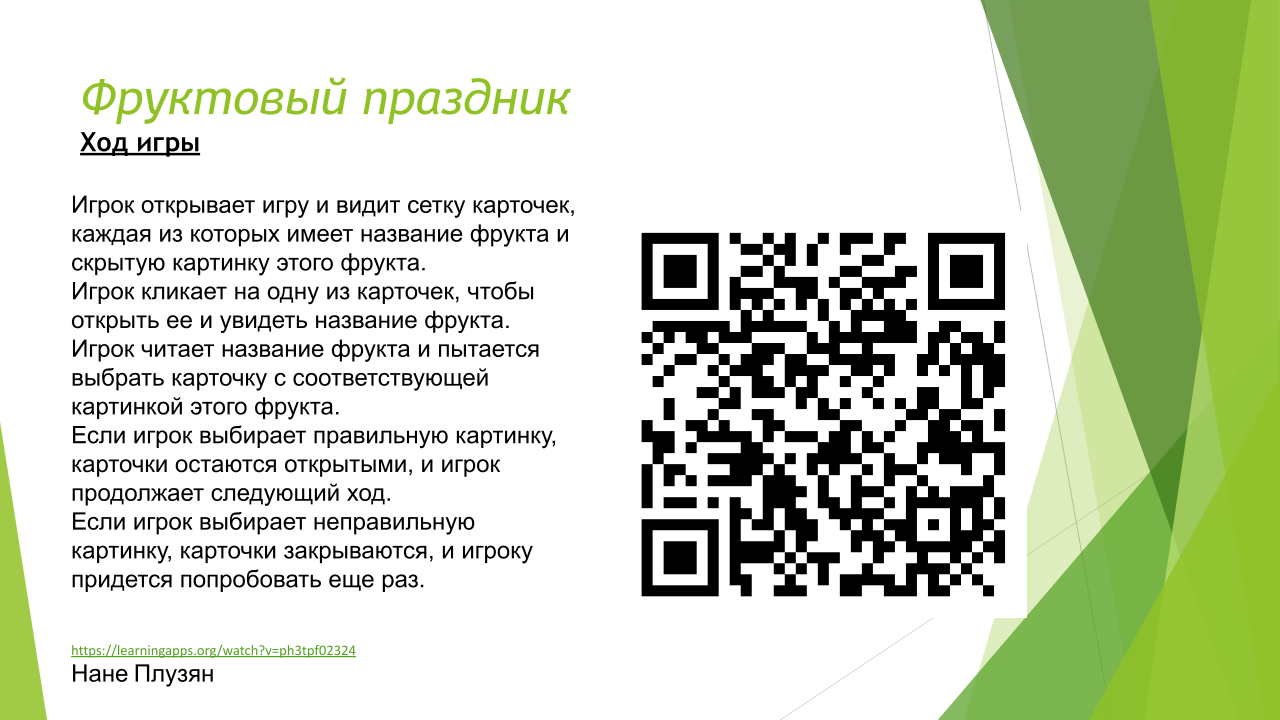 Фруктовый праздник
Ход игры
Игрок открывает игру и видит сетку карточек,
каждая из которых имеет название фрукта и
скрытую картинку этого фрукта.
Игрок кликает на одну из карточек, чтобы
открыть ее и увидеть название фрукта.
Игрок читает название фрукта и пытается
выбрать карточку с соответствующей
картинкой этого фрукта.
Если игрок выбирает правильную картинку,
карточки остаются открытыми, и игрок
продолжает следующий ход.
Если игрок выбирает неправильную
картинку, карточки закрываются, и игроку
придется попробовать еще раз.
https://learningapps.org/watch?v=ph3tpf02324
Нане Плузян